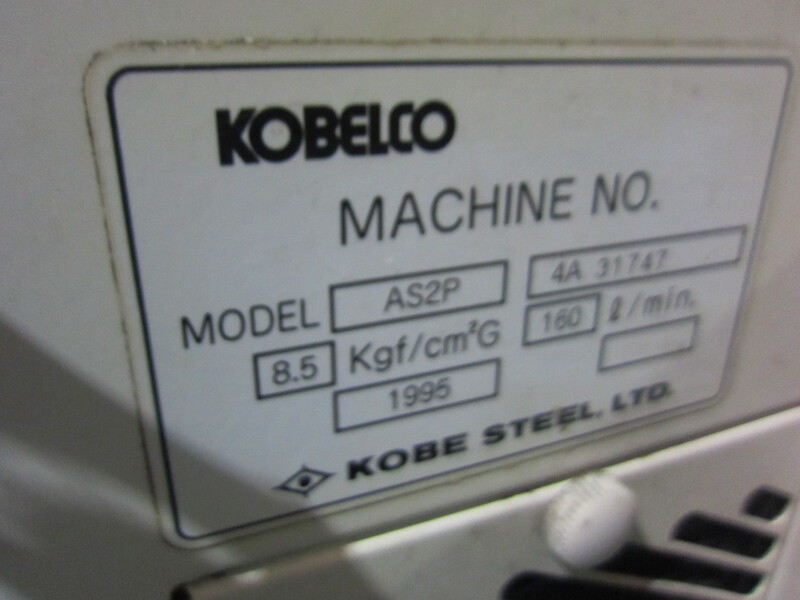 KOBELCO
MACHINE NO.
MODEL AS2P 4A 31747
8.5 Kgf/cm²G 160 ℓ/min.
1995
KOBE STEEL, LTD.